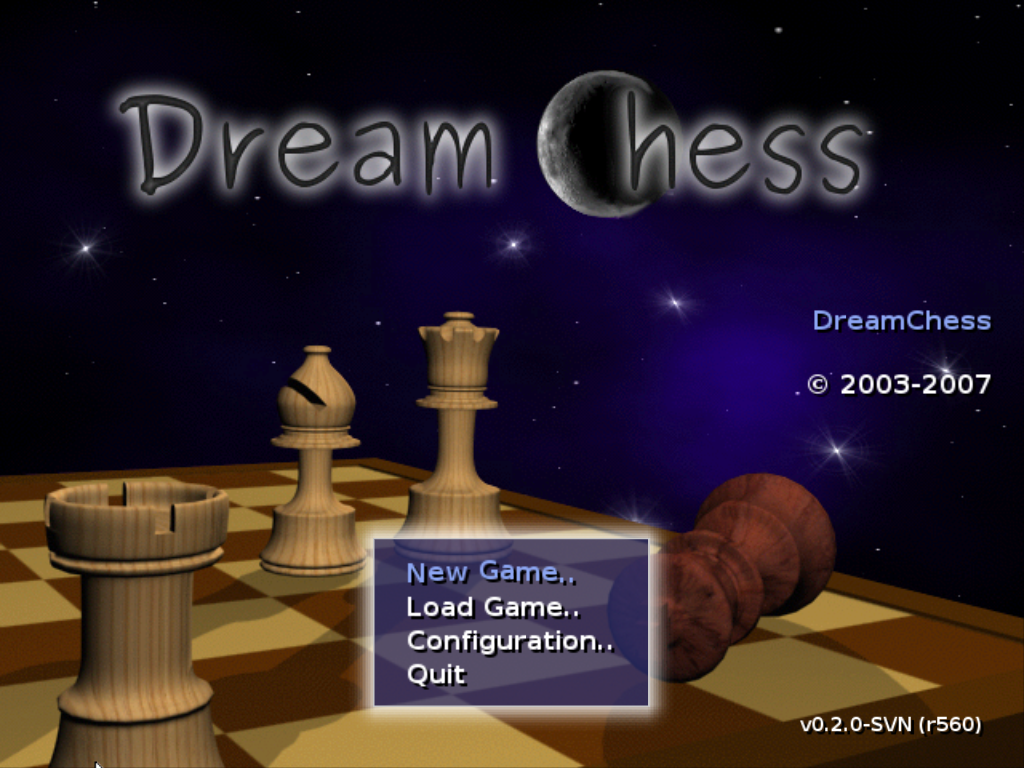 Dream Chess
DreamChess
© 2003-2007
New Game..
Load Game..
Configuration..
Quit
v0.2.0-SVN (r560)